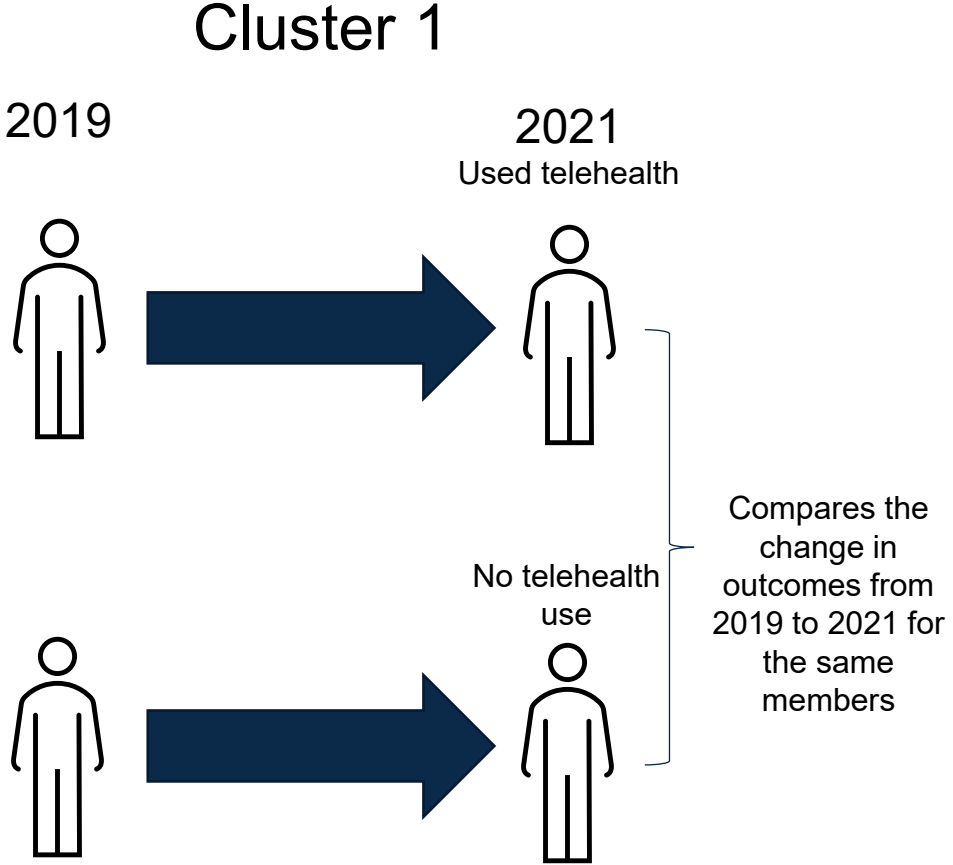 Cluster 1
2019
2021
Used telehealth
No telehealth
use
Compares the
change in
outcomes from
2019 to 2021 for
the same
members